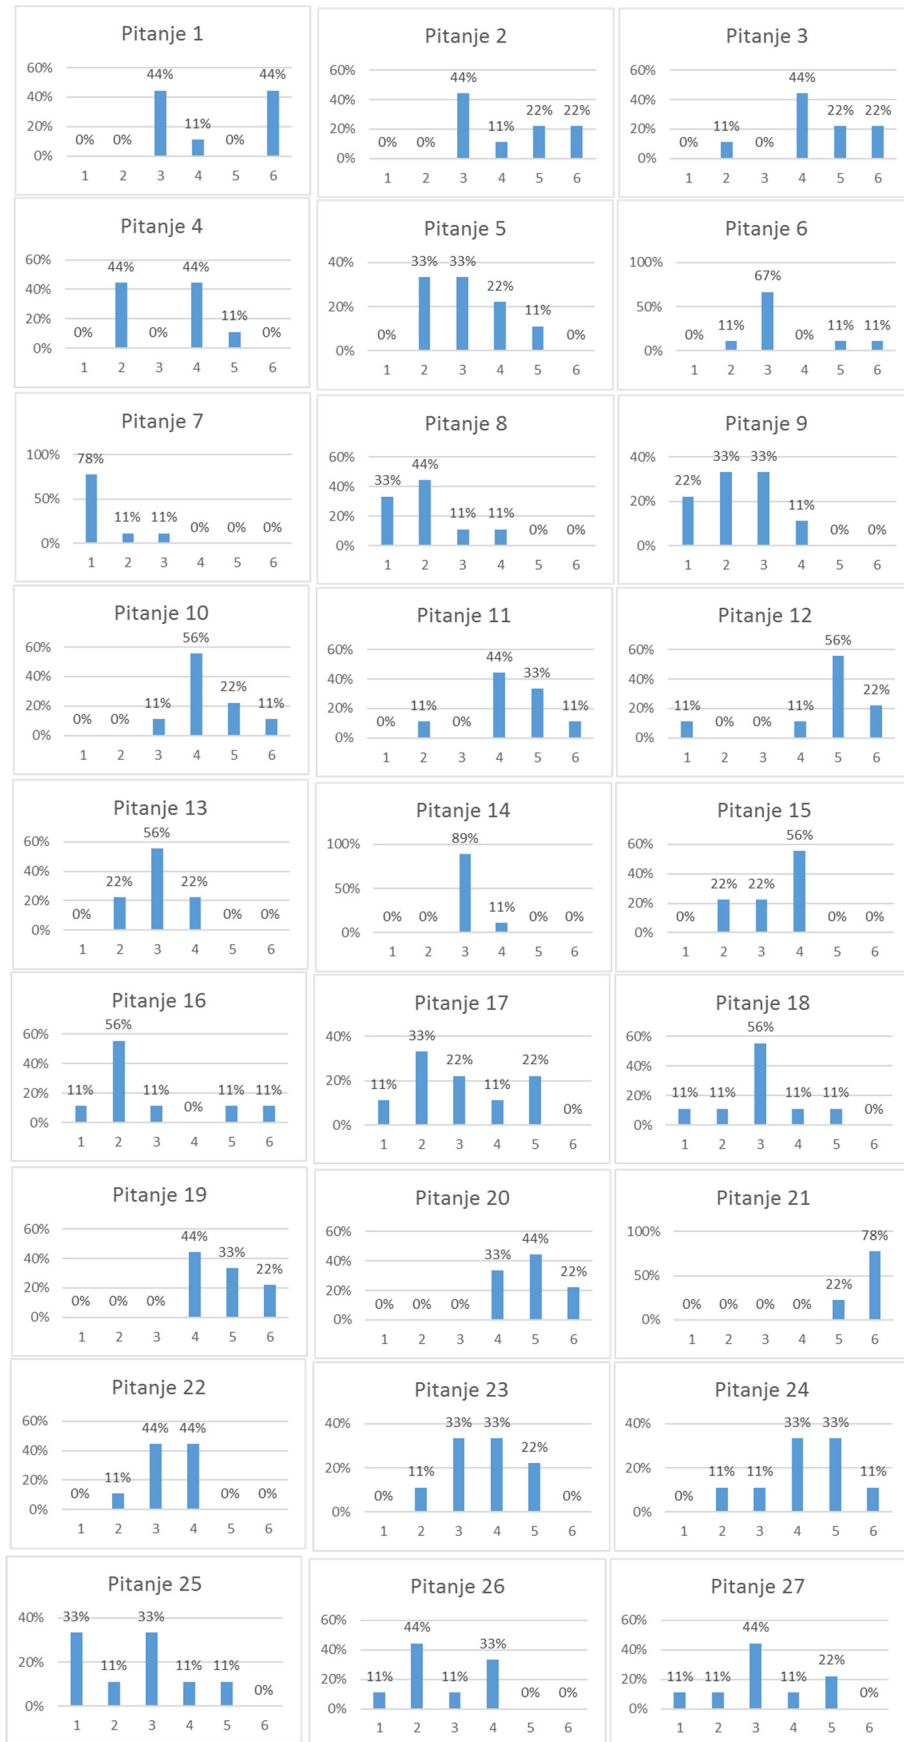 Pitanje 1
60%
40%
20%
0%
0% 0% 44% 11% 0% 44%
1 2 3 4 5 6
Pitanje 2
60%
40%
20%
0%
0% 0% 44% 11% 22% 22%
1 2 3 4 5 6
Pitanje 3
60%
40%
20%
0%
0% 11% 0% 44% 22% 22%
1 2 3 4 5 6
Pitanje 4
60%
40%
20%
0%
0% 44% 0% 44% 11% 0%
1 2 3 4 5 6
Pitanje 5
40%
20%
0%
0% 33% 33% 22% 11% 0%
1 2 3 4 5 6
Pitanje 6
100%
50%
0%
0% 11% 67% 0% 11% 11%
1 2 3 4 5 6
Pitanje 7
100%
50%
0%
78% 11% 11% 0% 0% 0%
1 2 3 4 5 6
Pitanje 8
60%
40%
20%
0%
33% 44% 11% 11% 0% 0%
1 2 3 4 5 6
Pitanje 9
40%
20%
0%
22% 33% 33% 11% 0% 0%
1 2 3 4 5 6
Pitanje 10
60%
40%
20%
0%
0% 0% 11% 56% 22% 11%
1 2 3 4 5 6
Pitanje 11
60%
40%
20%
0%
0% 11% 0% 44% 33% 11%
1 2 3 4 5 6
Pitanje 12
60%
40%
20%
0%
11% 0% 0% 11% 56% 22%
1 2 3 4 5 6
Pitanje 13
60%
40%
20%
0%
0% 22% 56% 22% 0% 0%
1 2 3 4 5 6
Pitanje 14
100%
50%
0%
0% 0% 89% 11% 0% 0%
1 2 3 4 5 6
Pitanje 15
60%
40%
20%
0%
0% 22% 22% 56% 0% 0%
1 2 3 4 5 6
Pitanje 16
60%
40%
20%
0%
11% 56% 11% 0% 11% 11%
1 2 3 4 5 6
Pitanje 17
40%
20%
0%
11% 33% 22% 11% 22% 0%
1 2 3 4 5 6
Pitanje 18
60%
40%
20%
0%
11% 11% 56% 11% 11% 0%
1 2 3 4 5 6
Pitanje 19
60%
40%
20%
0%
0% 0% 0% 44% 33% 22%
1 2 3 4 5 6
Pitanje 20
60%
40%
20%
0%
0% 0% 0% 33% 44% 22%
1 2 3 4 5 6
Pitanje 21
100%
50%
0%
0% 0% 0% 0% 22% 78%
1 2 3 4 5 6
Pitanje 22
60%
40%
20%
0%
0% 11% 44% 44% 0% 0%
1 2 3 4 5 6
Pitanje 23
40%
20%
0%
0% 11% 33% 33% 22% 0%
1 2 3 4 5 6
Pitanje 24
40%
20%
0%
0% 11% 11% 33% 33% 11%
1 2 3 4 5 6
Pitanje 25
40%
20%
0%
33% 11% 33% 11% 11% 0%
1 2 3 4 5 6
Pitanje 26
60%
40%
20%
0%
11% 44% 11% 33% 0% 0%
1 2 3 4 5 6
Pitanje 27
60%
40%
20%
0%
11% 11% 44% 11% 22% 0%
1 2 3 4 5 6